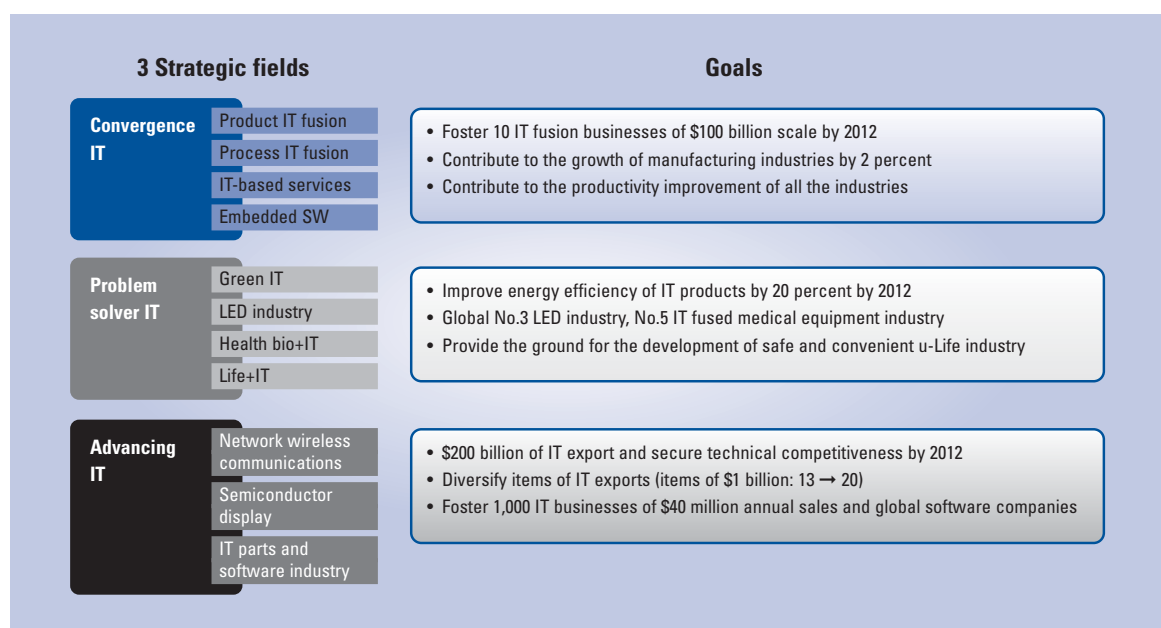 3 Strategic fields
Goals
Convergence
IT
Product IT fusion
Process IT fusion
IT-based services
Embedded SW
• Foster 10 IT fusion businesses of $100 billion scale by 2012
• Contribute to the growth of manufacturing industries by 2 percent
• Contribute to the productivity improvement of all the industries
Problem
solver IT
Green IT
LED industry
Health bio+IT
Life+IT
• Improve energy efficiency of IT products by 20 percent by 2012
• Global No.3 LED industry, No.5 IT fused medical equipment industry
• Provide the ground for the development of safe and convenient u-Life industry
Advancing
IT
Network wireless
communications
Semiconductor
display
IT parts and
software industry
• $200 billion of IT export and secure technical competitiveness by 2012
• Diversify items of IT exports (items of $1 billion: 13 → 20)
• Foster 1,000 IT businesses of $40 million annual sales and global software companies